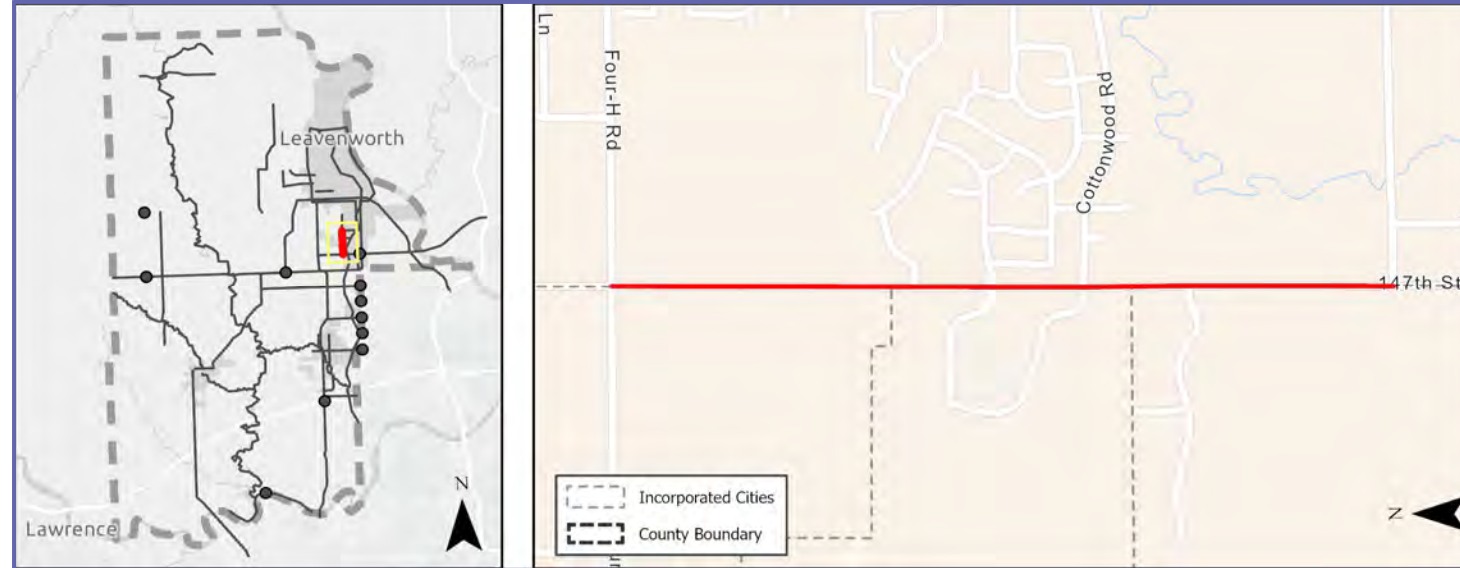 Leavenworth
Lawrence
N
Ln
Four-H Rd
Cottonwood Rd
147th St
Incorporated Cities
County Boundary
N